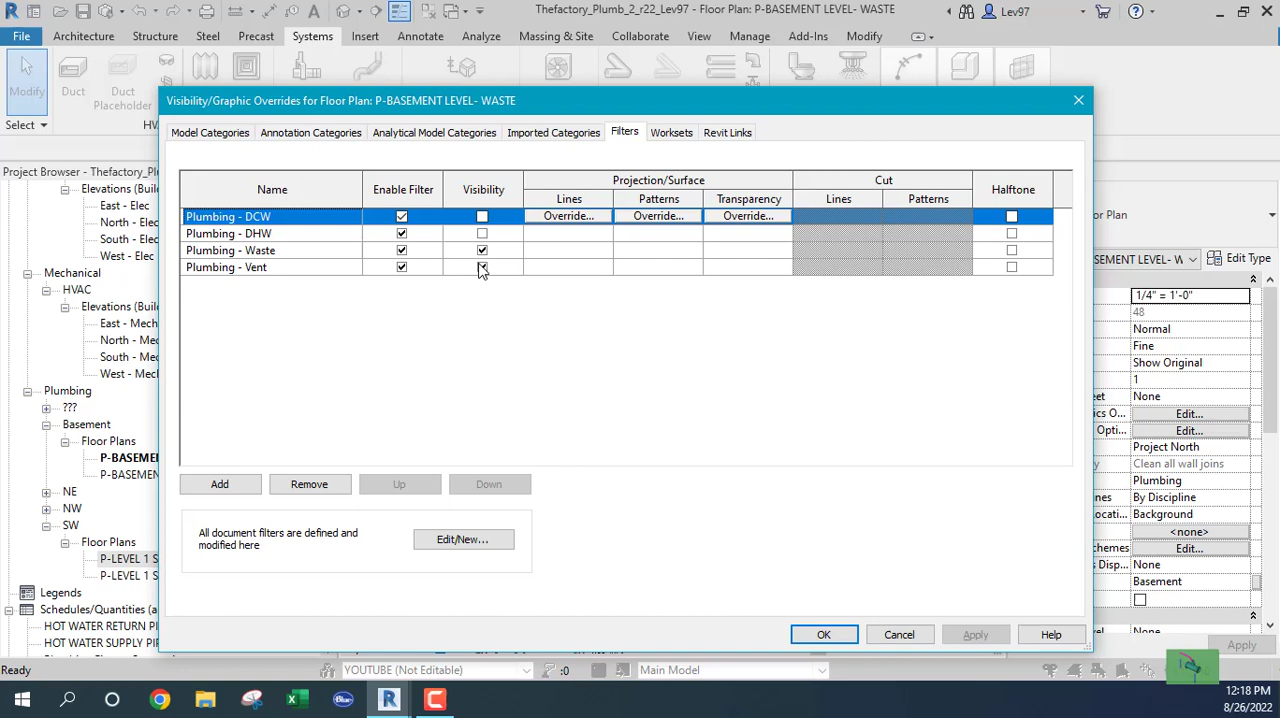 Thefactory_Plumb_2_r22_Lev97 - Floor Plan: P-BASEMENT LEVEL- WASTE
Lev97
File Architecture Structure Steel Precast Systems Insert Annotate Massing & Site Collaborate View Manage Add-Ins Modify
Modify
Duct
Duct
Placeholder
Select
Visibility/Graphic Overrides for Floor Plan: P-BASEMENT LEVEL- WASTE
Model Categories Annotation Categories Analytical Model Categories Imported Categories Filters Worksets Revit Links
Name Enable Filter Visibility Projection/Surface Cut Halftone
Lines Patterns Transparency Lines Patterns
Plumbing - DCW Override... Override... Override...
Plumbing - DHW
Plumbing - Waste
Plumbing - Vent
Add Remove Up Down
All document filters are defined and
modified here
Edit/New...
OK Cancel Apply Help
Project Browser - Thefactory_Plu
Elevations (Buil
East - Elec
South - Elec
West - Elec
Mechanical
HVAC
Elevations (Buil
East - Mech
North - Mec
South - Mec
West - Mech
Plumbing
???
Basement
Floor Plans
P-BASEMEN
P-BASEMEN
NE
NW
SW
Floor Plans
P-LEVEL 1 S
P-LEVEL 1 S
Legends
Schedules/Quantities (a
HOT WATER RETURN PI
HOT WATER SUPPLY PIP
or Plan
EMENT LEVEL- W Edit Type
1/4" = 1'-0"
48
Normal
Fine
Show Original
1
None
Edit...
Edit...
Project North
Clean all wall joins
Plumbing
By Discipline
Background
<none>
Edit...
None
Basement
Apply
Ready
YOUTUBE (Not Editable)
:0
Main Model
12:18 PM
8/26/2022